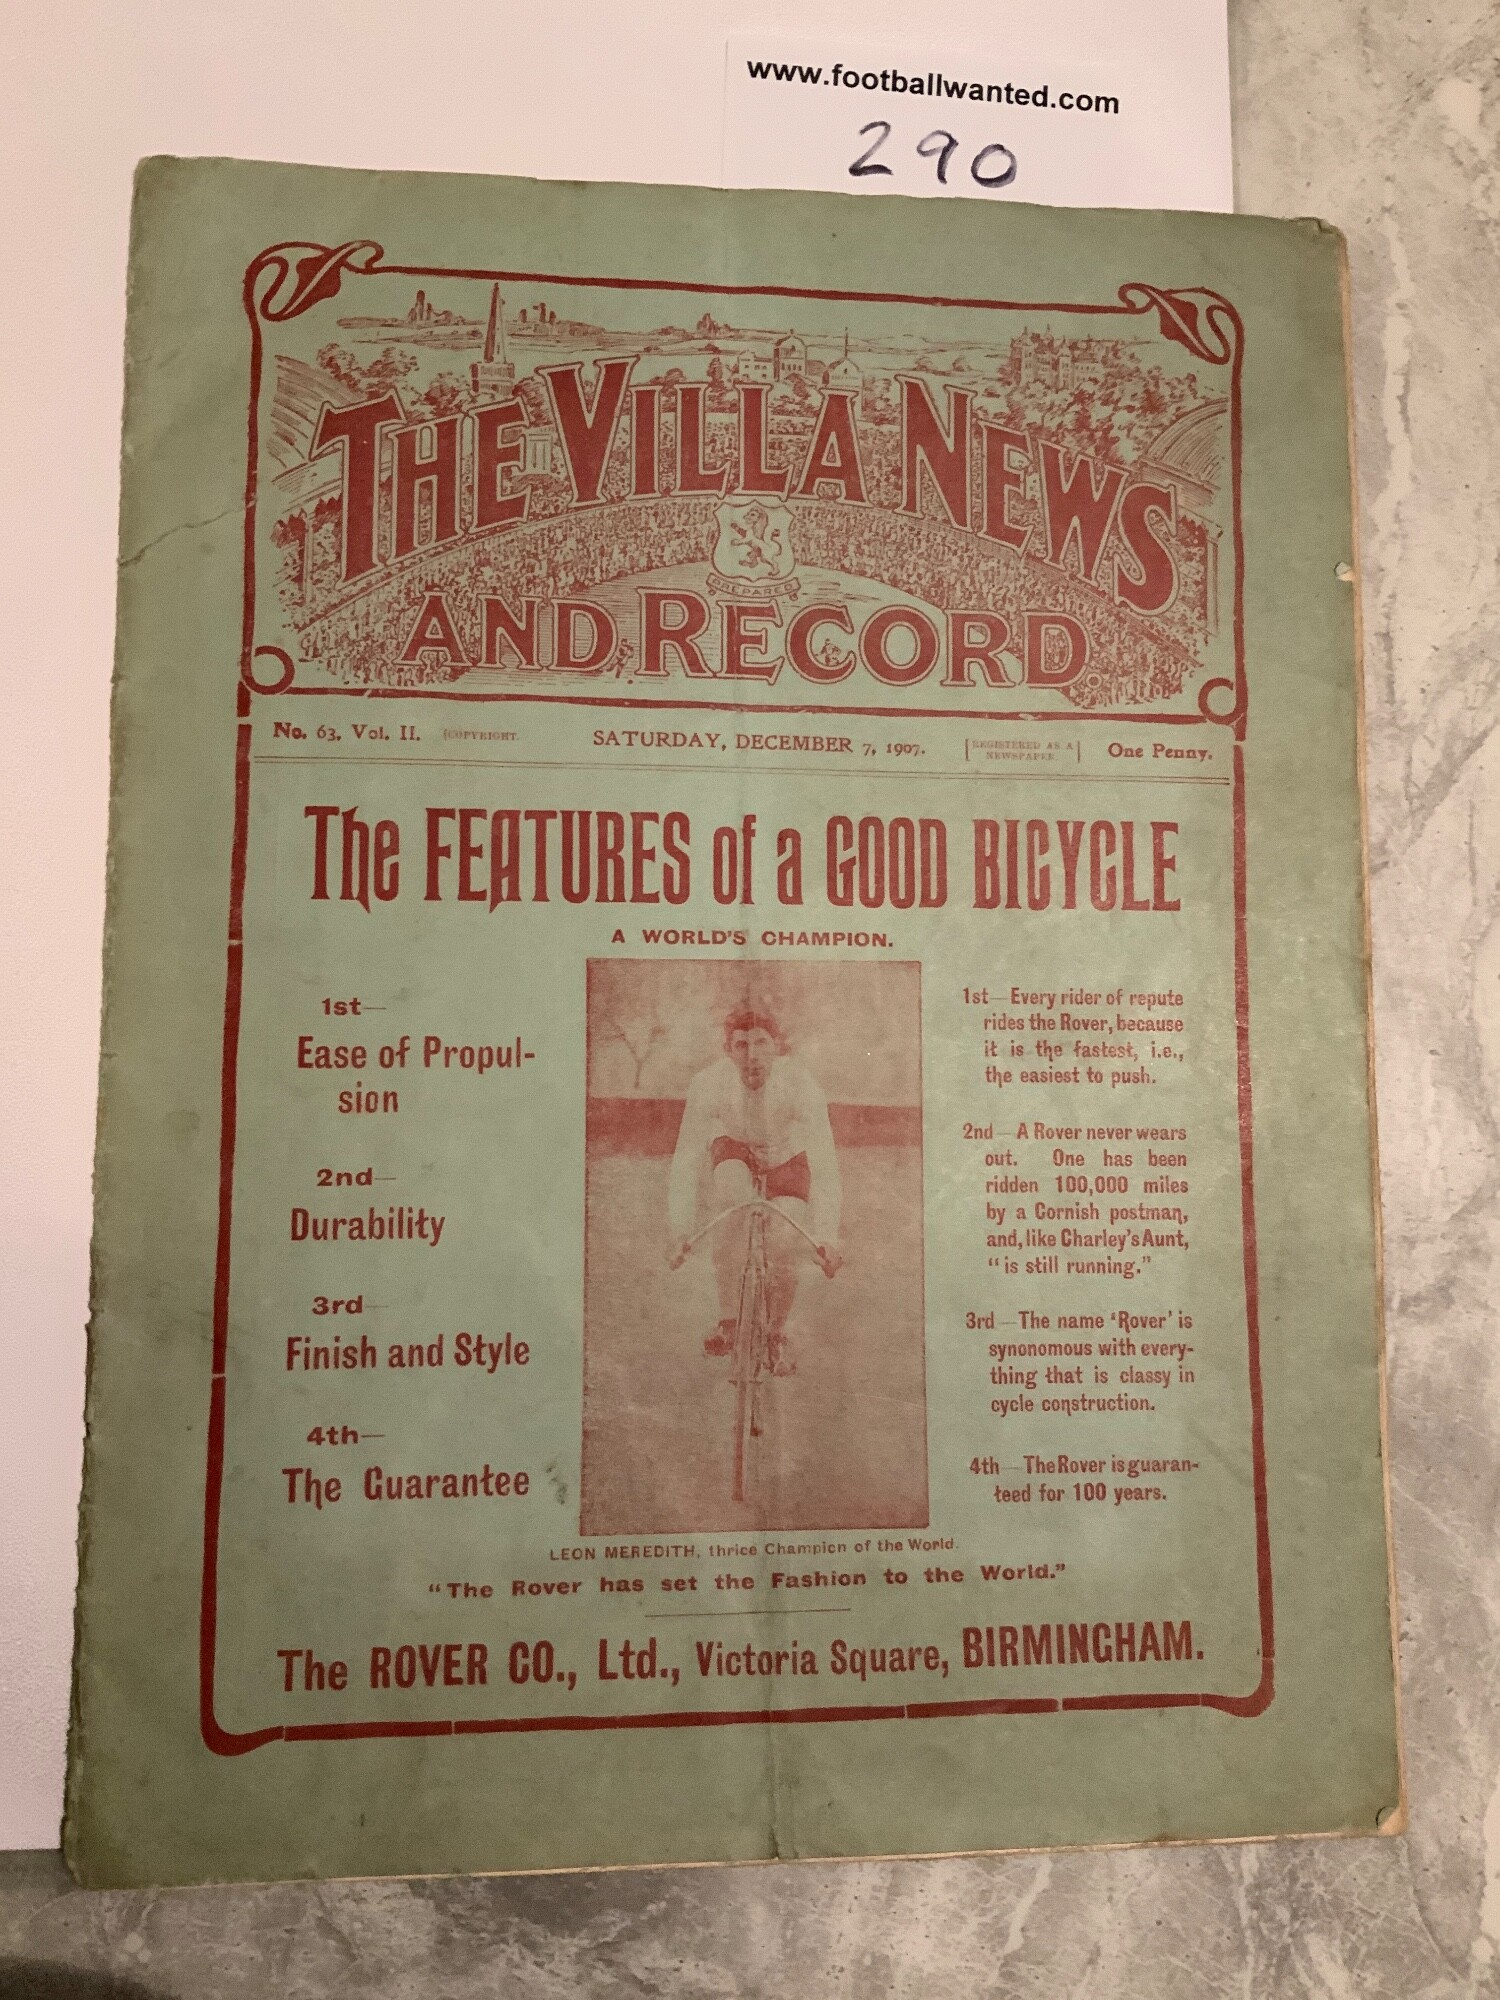 www.footballwanted.com
290
THE VILLA NEWS
PREPARED
AND RECORD
No. 63. Vol. II. [COPYRIGHT. SATURDAY, DECEMBER 7, 1907. [REGISTERED AS A NEWSPAPER.] One Penny.
The FEATURES of a GOOD BICYCLE
A WORLD'S CHAMPION.
1st—
Ease of Propul-
sion
2nd—
Durability
3rd—
Finish and Style
4th—
The Guarantee
1st—Every rider of repute
rides the Rover, because
it is the fastest, i.e.,
the easiest to push.
2nd—A Rover never wears
out. One has been
ridden 100,000 miles
by a Cornish postman,
and, like Charley's Aunt,
"is still running."
3rd—The name 'Rover' is
synonomous with every-
thing that is classy in
cycle construction.
4th—The Rover is guaran-
teed for 100 years.
LEON MEREDITH, thrice Champion of the World.
"The Rover has set the Fashion to the World."
The ROVER CO., Ltd., Victoria Square, BIRMINGHAM.